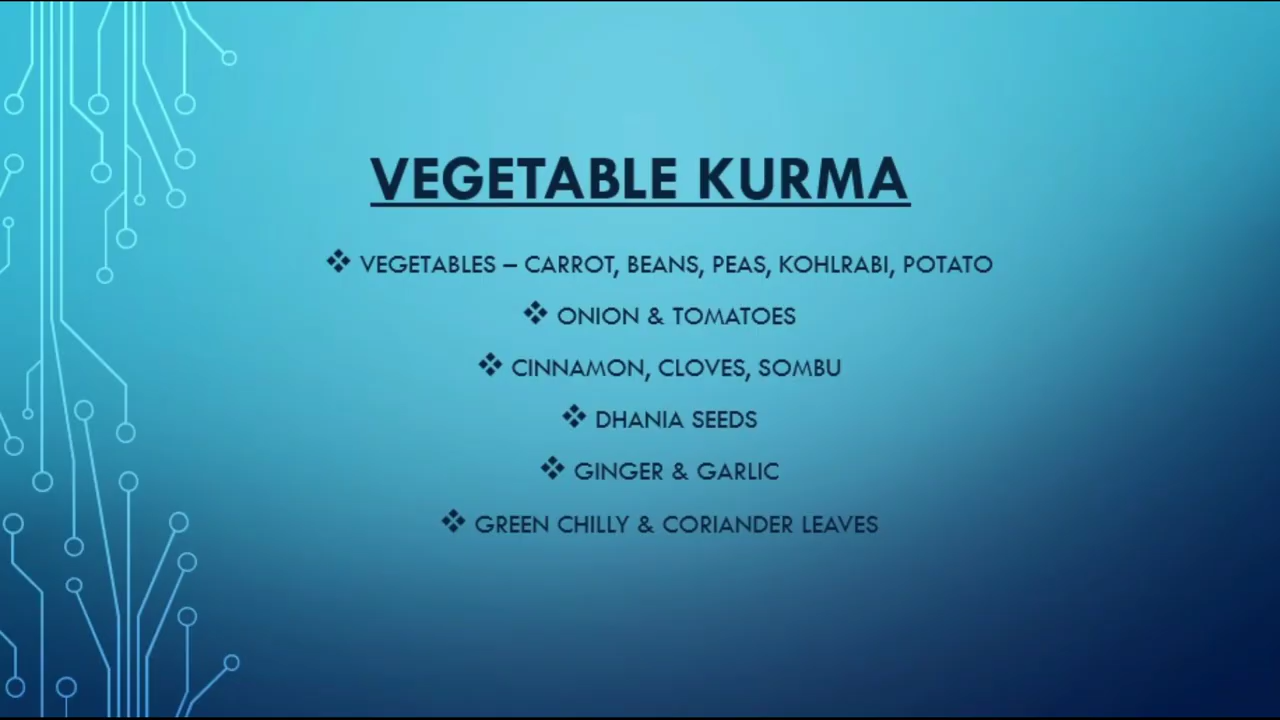 VEGETABLE KURMA
❖ VEGETABLES – CARROT, BEANS, PEAS, KOHLRABI, POTATO
❖ ONION & TOMATOES
❖ CINNAMON, CLOVES, SOMBU
❖ DHANIA SEEDS
❖ GINGER & GARLIC
❖ GREEN CHILLY & CORIANDER LEAVES